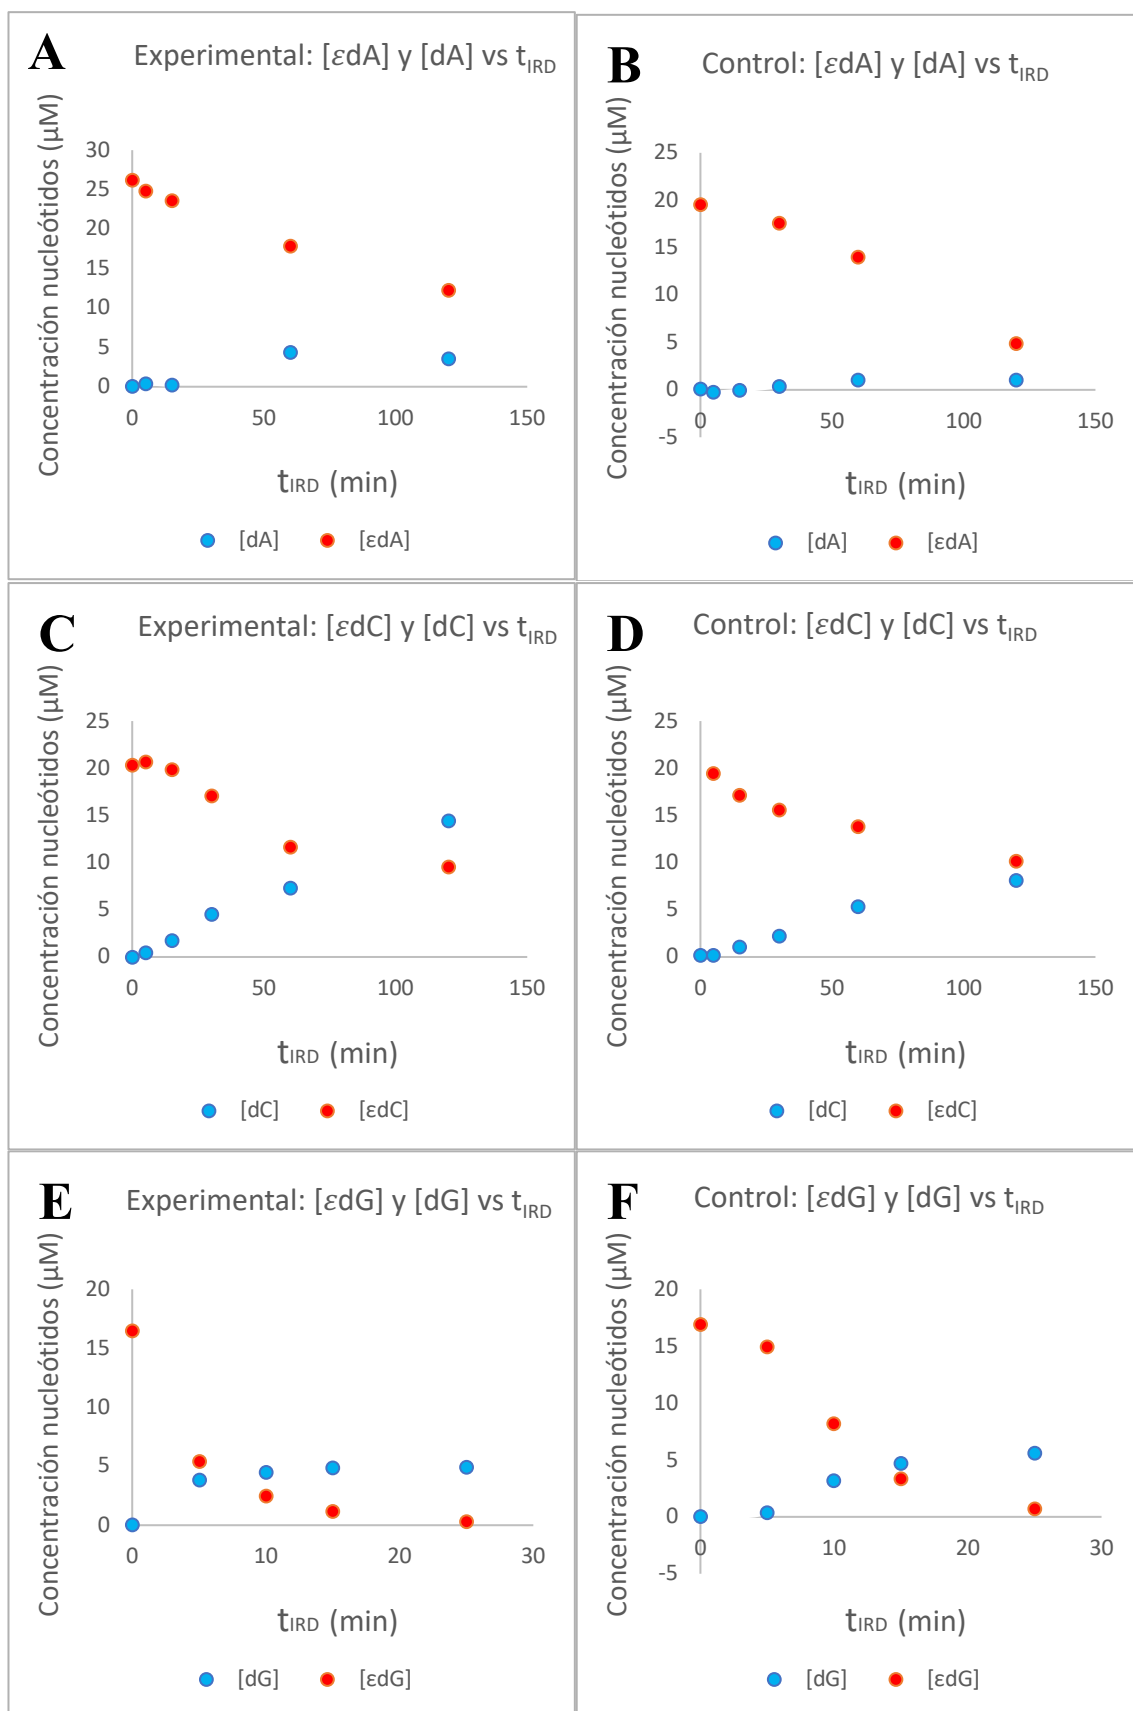 A
Experimental: [εdA] y [dA] vs tIRD
Concentración nucleótidos (µM)
30
25
20
15
10
5
0
0 50 100 150
tIRD (min)
[dA] [εdA]
B
Control: [εdA] y [dA] vs tIRD
Concentración nucleótidos (µM)
25
20
15
10
5
0
-5
0 50 100 150
tIRD (min)
[dA] [εdA]
C
Experimental: [εdC] y [dC] vs tIRD
Concentración nucleótidos (µM)
25
20
15
10
5
0
0 50 100 150
tIRD (min)
[dC] [εdC]
D
Control: [εdC] y [dC] vs tIRD
Concentración nucleótidos (µM)
25
20
15
10
5
0
0 50 100 150
tIRD (min)
[dC] [εdC]
E
Experimental: [εdG] y [dG] vs tIRD
Concentración nucleótidos (µM)
20
15
10
5
0
0 10 20 30
tIRD (min)
[dG] [εdG]
F
Control: [εdG] y [dG] vs tIRD
Concentración nucleótidos (µM)
20
15
10
5
0
-5
0 10 20 30
tIRD (min)
[dG] [εdG]